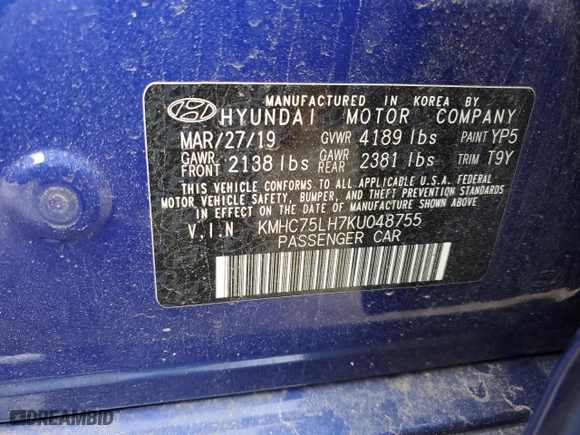 MANUFACTURED IN KOREA BY
HYUNDAI MOTOR COMPANY
MAR/27/19 GVWR 4189 lbs PAINT YP5
GAWR FRONT 2138 lbs GAWR REAR 2381 lbs TRIM T9Y
THIS VEHICLE CONFORMS TO ALL APPLICABLE U.S.A. FEDERAL
MOTOR VEHICLE SAFETY, BUMPER, AND THEFT PREVENTION STANDARDS
IN EFFECT ON THE DATE OF MANUFACTURE SHOWN ABOVE.
V.I.N KMHC75LH7KU048755
PASSENGER CAR
DREAMBID